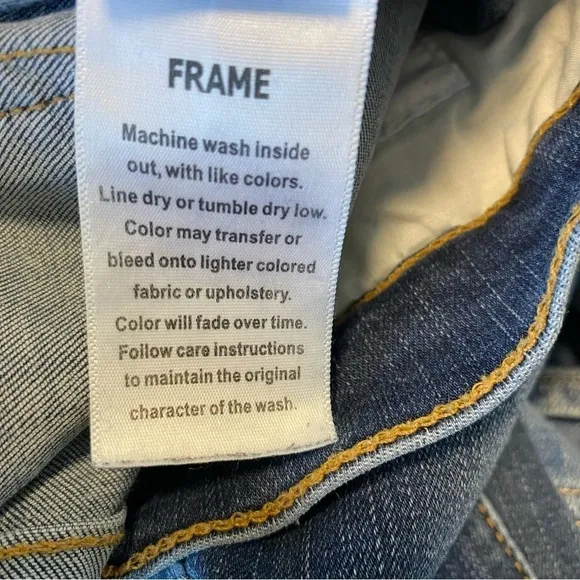 FRAME
Machine wash inside
out, with like colors.
Line dry or tumble dry low.
Color may transfer or
bleed onto lighter colored
fabric or upholstery.
Color will fade over time.
Follow care instructions
to maintain the original
character of the wash.